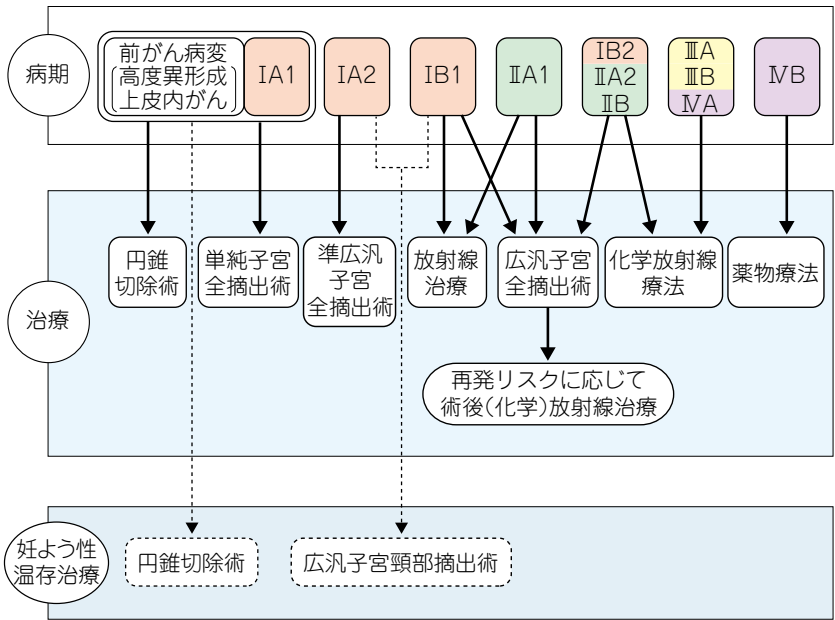 病期
前がん病変
高度異形成
上皮内がん
ⅠA1
ⅠA2
ⅠB1
ⅡA1
ⅠB2
ⅡA2
ⅡB
ⅢA
ⅢB
ⅣA
ⅣB
治療
円錐
切除術
単純子宮
全摘出術
準広汎
子宮
全摘出術
放射線
治療
広汎子宮
全摘出術
化学放射線
療法
薬物療法
再発リスクに応じて
術後(化学)放射線治療
妊よう性
温存治療
円錐切除術
広汎子宮頸部摘出術